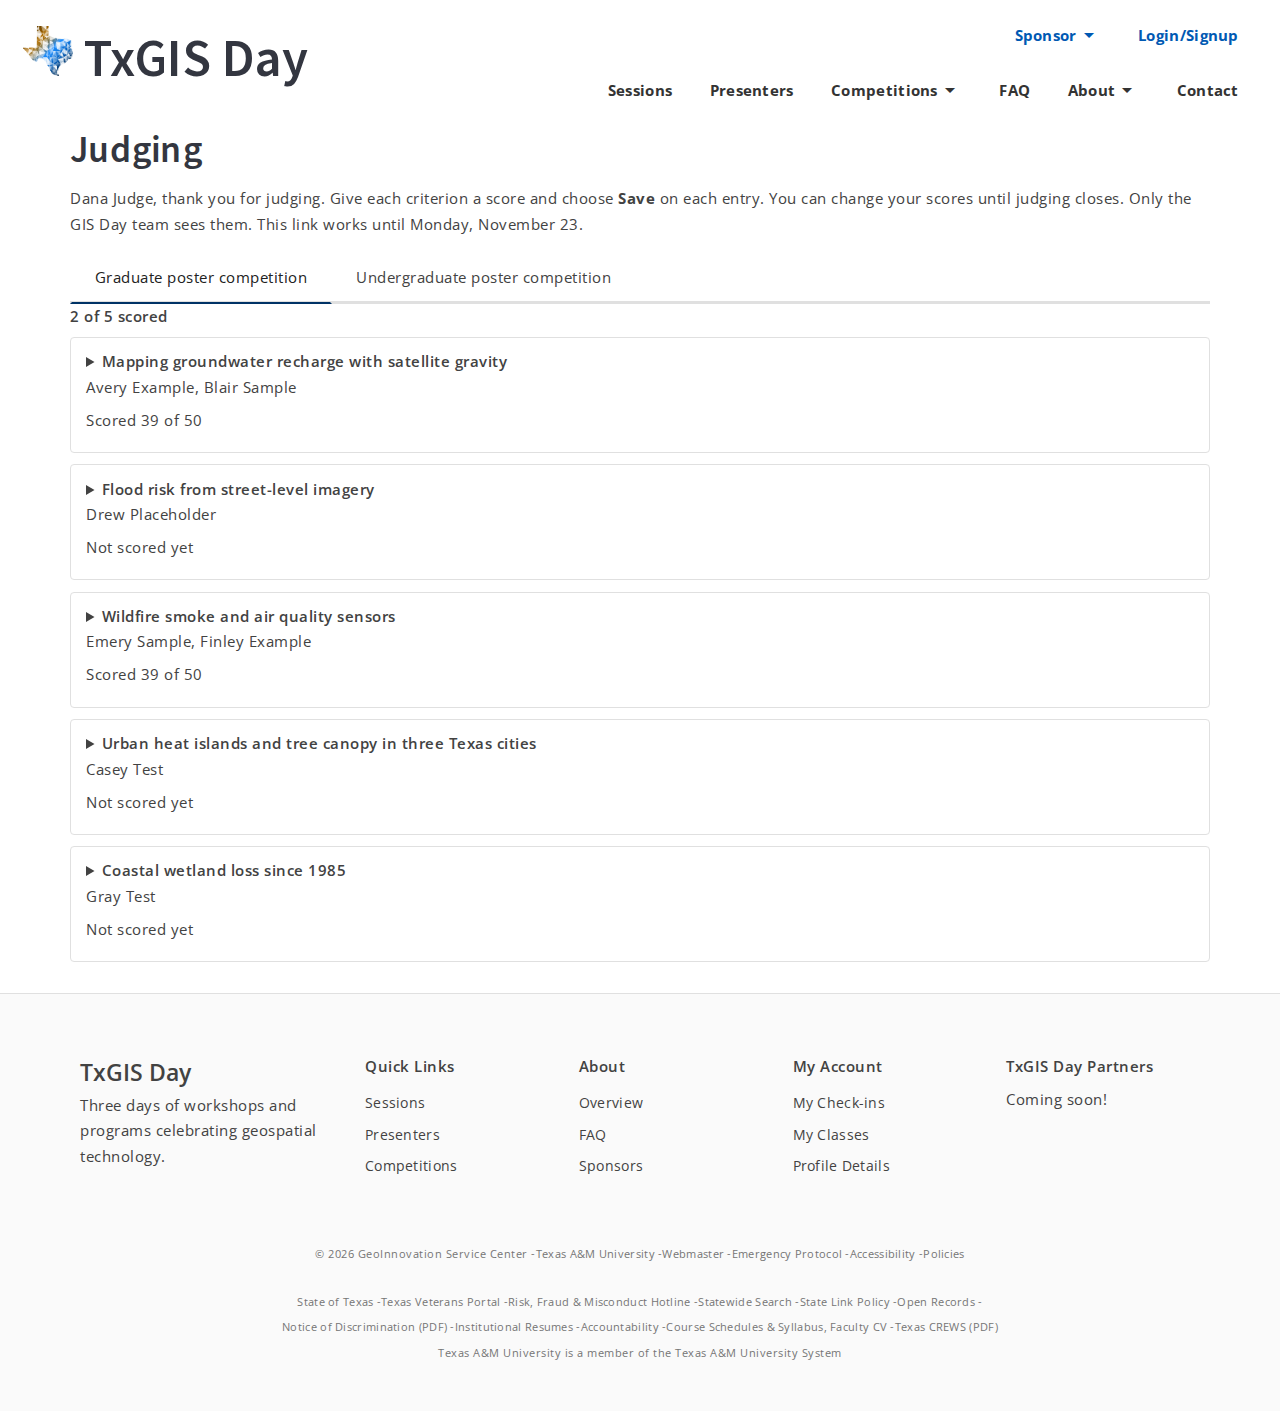 TxGIS Day
Sponsor
Login/Signup
Sessions
Presenters
Competitions
FAQ
About
Contact
Judging
Dana Judge, thank you for judging. Give each criterion a score and choose Save on each entry. You can change your scores until judging closes. Only the
GIS Day team sees them. This link works until Monday, November 23.
Graduate poster competition
Undergraduate poster competition
2 of 5 scored
Mapping groundwater recharge with satellite gravity
Avery Example, Blair Sample
Scored 39 of 50
Flood risk from street-level imagery
Drew Placeholder
Not scored yet
Wildfire smoke and air quality sensors
Emery Sample, Finley Example
Scored 39 of 50
Urban heat islands and tree canopy in three Texas cities
Casey Test
Not scored yet
Coastal wetland loss since 1985
Gray Test
Not scored yet
TxGIS Day
Three days of workshops and
programs celebrating geospatial
technology.
Quick Links
Sessions
Presenters
Competitions
About
Overview
FAQ
Sponsors
My Account
My Check-ins
My Classes
Profile Details
TxGIS Day Partners
Coming soon!
© 2026 GeoInnovation Service Center -Texas A&M University -Webmaster -Emergency Protocol -Accessibility -Policies
State of Texas -Texas Veterans Portal -Risk, Fraud & Misconduct Hotline -Statewide Search -State Link Policy -Open Records -
Notice of Discrimination (PDF) -Institutional Resumes -Accountability -Course Schedules & Syllabus, Faculty CV -Texas CREWS (PDF)
Texas A&M University is a member of the Texas A&M University System